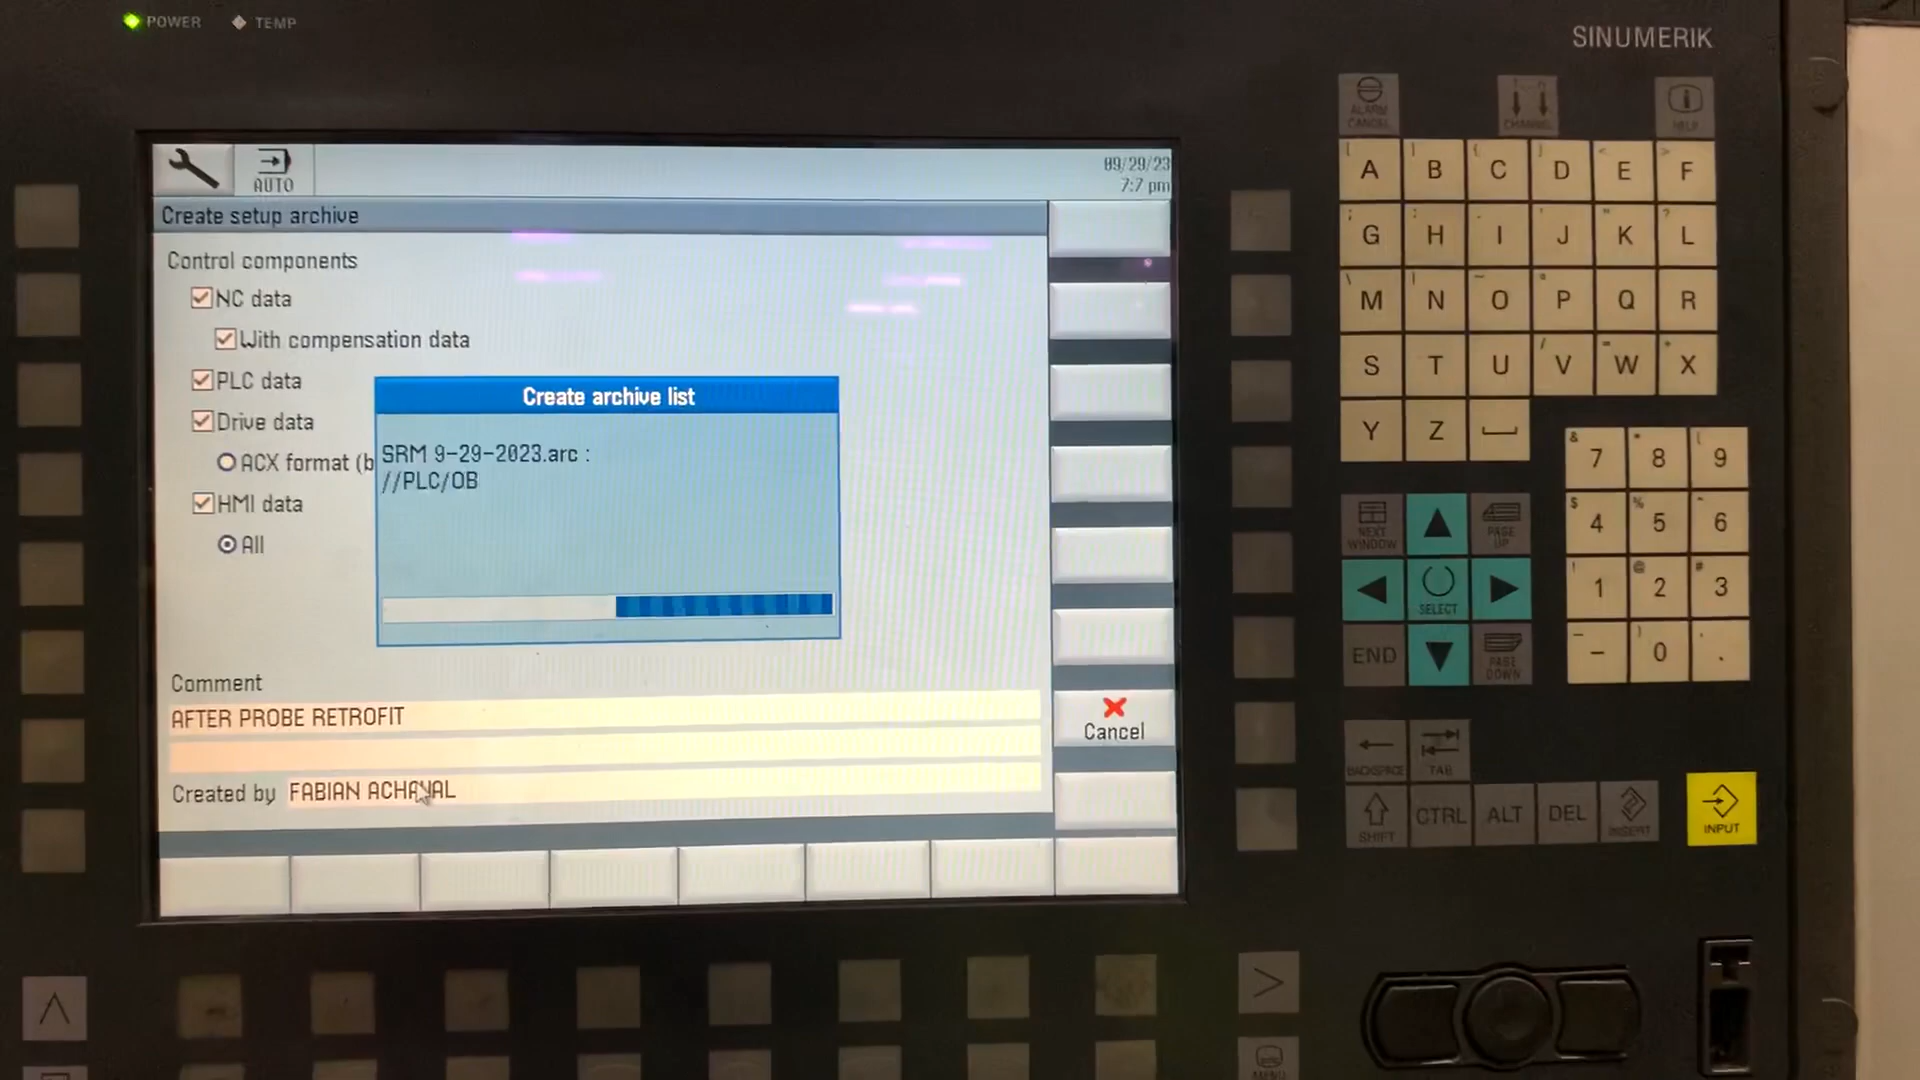 POWER
TEMP
SINUMERIK
AUTO
09/29/23
7:7 pm
Create setup archive
Control components
NC data
With compensation data
PLC data
Drive data
ACX format (b
HMI data
All
Create archive list
SRM 9-29-2023.arc :
//PLC/OB
Comment
AFTER PROBE RETROFIT
Created by FABIAN ACHAVAL
Cancel
ALARM CANCEL
CHANNEL
HELP
A B C D E F
G H I J K L
M N O P Q R
S T U V W X
Y Z
7 8 9
4 5 6
1 2 3
- 0 .
NEXT WINDOW
PAGE UP
SELECT
END
PAGE DOWN
BACKSPACE
TAB
SHIFT
CTRL
ALT
DEL
INSERT
INPUT
MENU